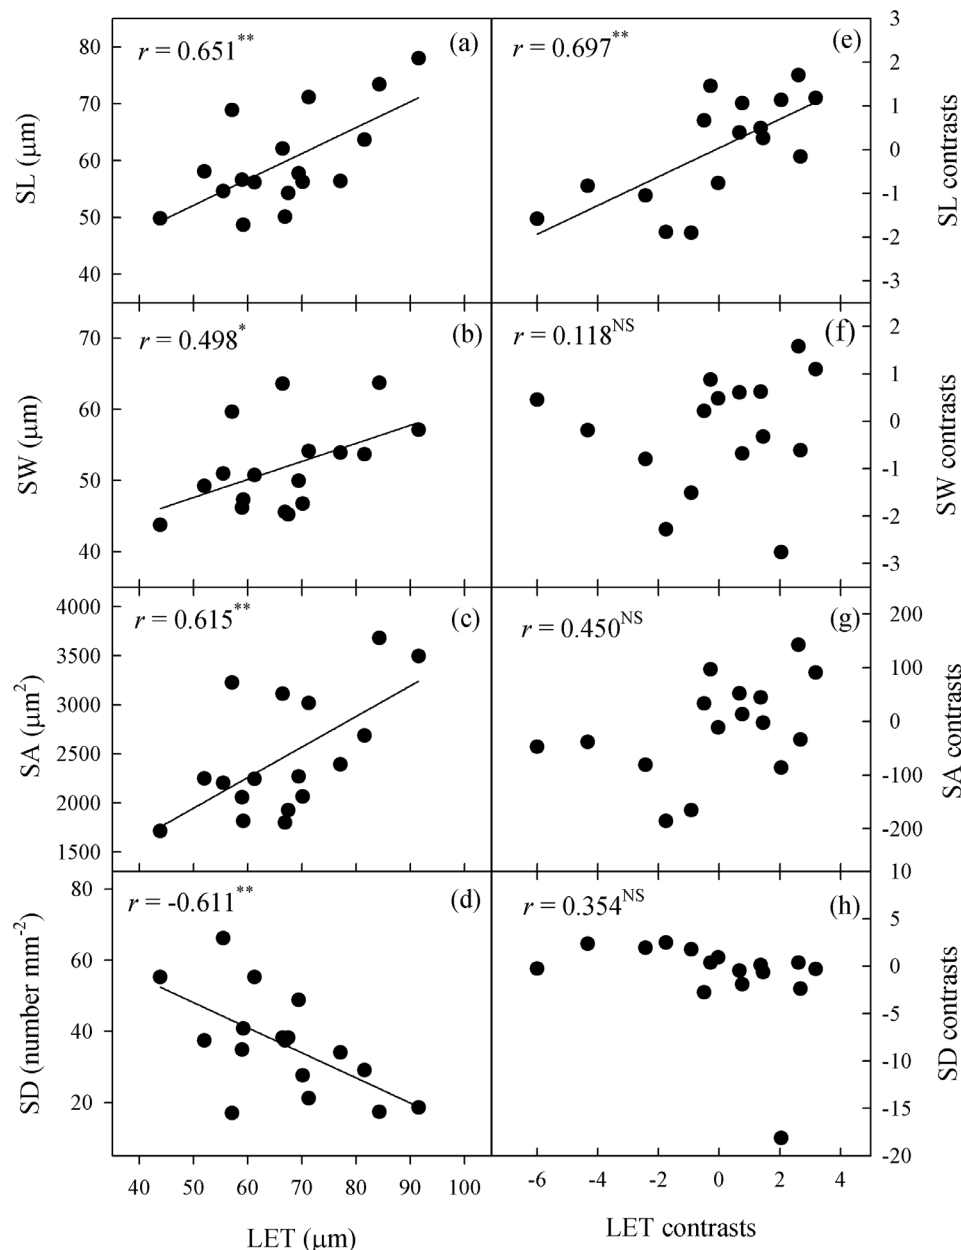 r = 0.651**
(a)
80
70
60
50
40
SL (μm)
r = 0.697**
(e)
3
2
1
0
-1
-2
-3
SL contrasts
r = 0.498*
(b)
70
60
50
40
SW (μm)
r = 0.118NS
(f)
2
1
0
-1
-2
-3
SW contrasts
r = 0.615**
(c)
4000
3500
3000
2500
2000
1500
SA (μm2)
r = 0.450NS
(g)
200
100
0
-100
-200
SA contrasts
r = -0.611**
(d)
80
60
40
20
SD (number mm-2)
r = 0.354NS
(h)
10
5
0
-5
-10
-15
-20
SD contrasts
40 50 60 70 80 90 100
LET (μm)
-6 -4 -2 0 2 4
LET contrasts